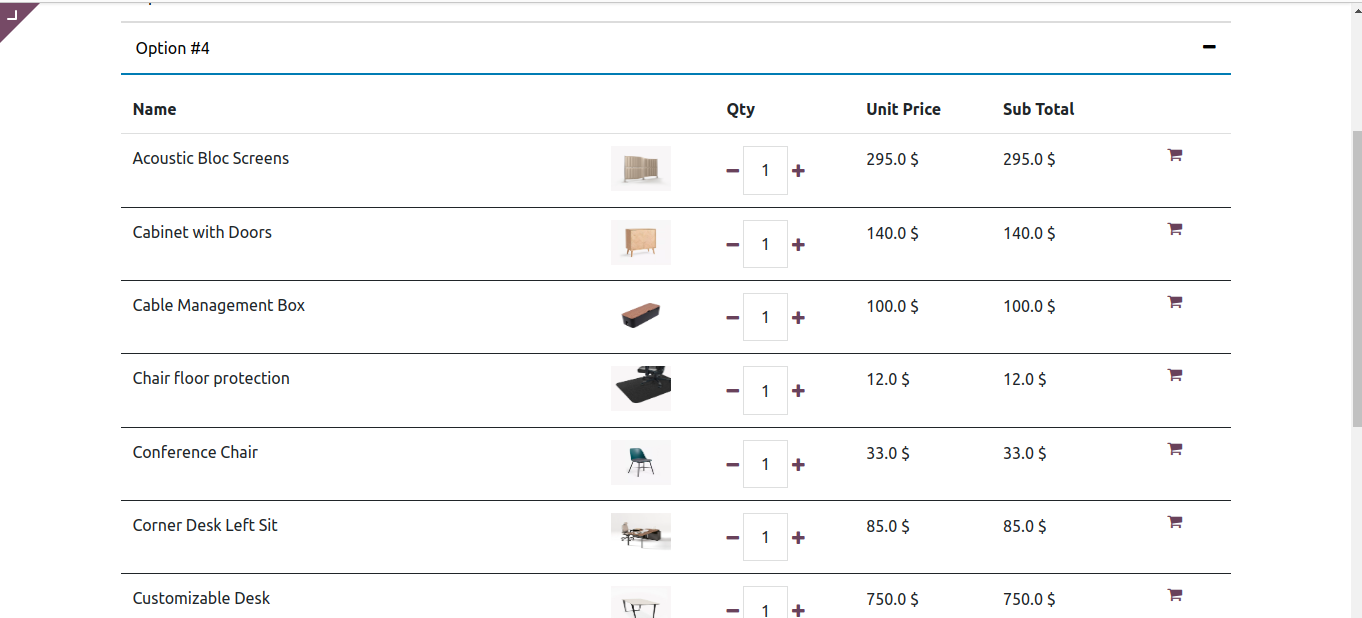 Option #4
Name Qty Unit Price Sub Total
Acoustic Bloc Screens 1 295.0 $ 295.0 $
Cabinet with Doors 1 140.0 $ 140.0 $
Cable Management Box 1 100.0 $ 100.0 $
Chair floor protection 1 12.0 $ 12.0 $
Conference Chair 1 33.0 $ 33.0 $
Corner Desk Left Sit 1 85.0 $ 85.0 $
Customizable Desk 1 750.0 $ 750.0 $